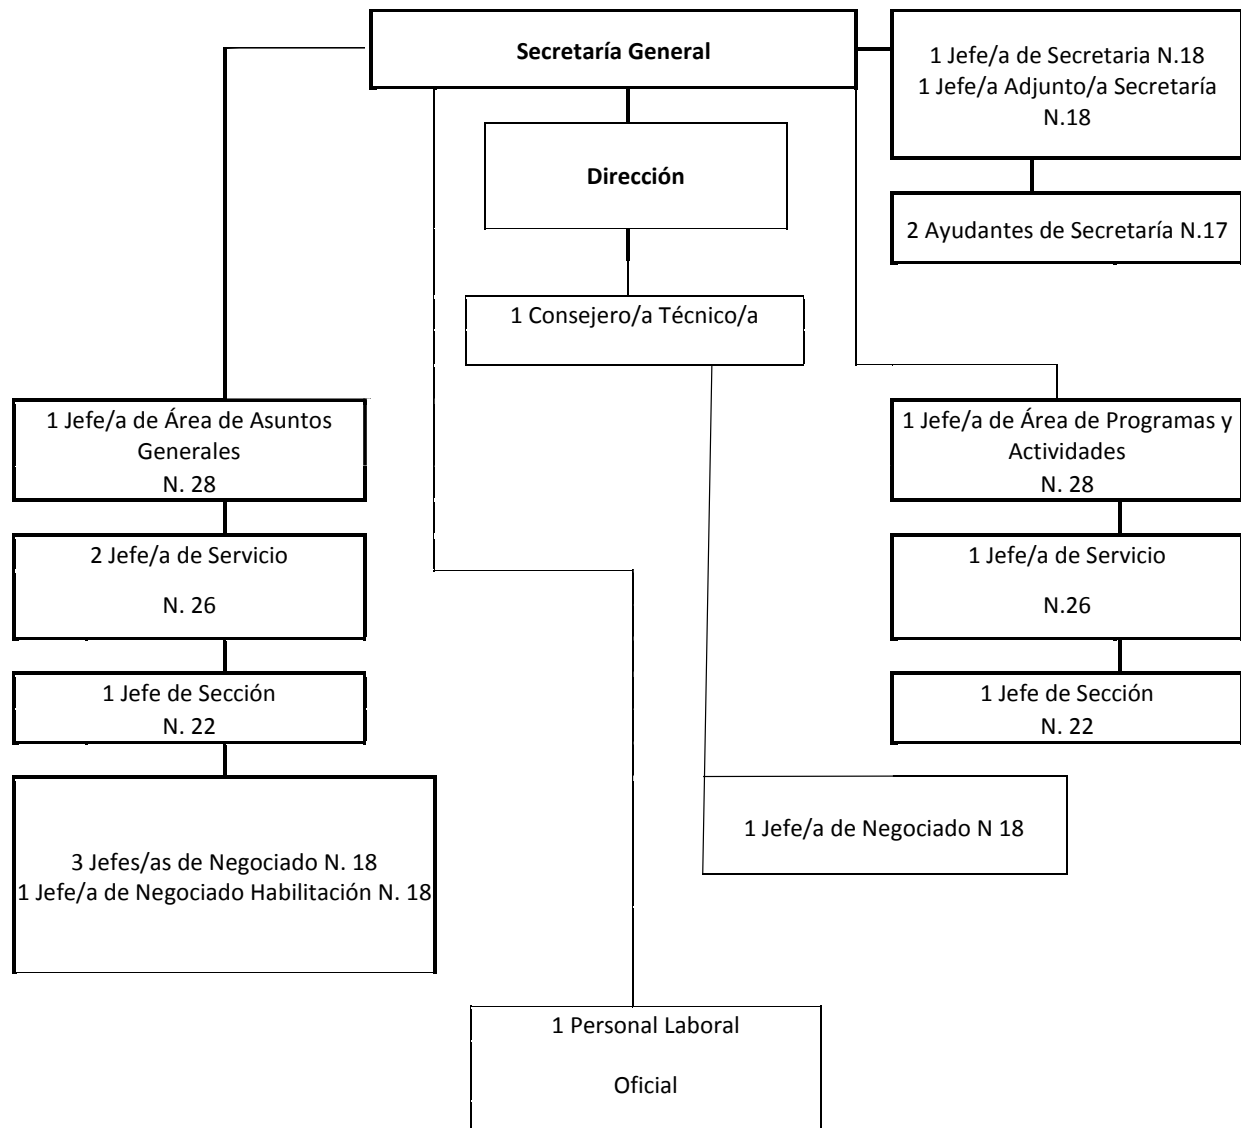 Secretaría General
1 Jefe/a de Secretaria N.18
1 Jefe/a Adjunto/a Secretaría
N.18
Dirección
2 Ayudantes de Secretaría N.17
1 Consejero/a Técnico/a
1 Jefe/a de Área de Asuntos
Generales
N. 28
1 Jefe/a de Área de Programas y
Actividades
N. 28
2 Jefe/a de Servicio
N. 26
1 Jefe/a de Servicio
N.26
1 Jefe de Sección
N. 22
1 Jefe de Sección
N. 22
3 Jefes/as de Negociado N. 18
1 Jefe/a de Negociado Habilitación N. 18
1 Jefe/a de Negociado N 18
1 Personal Laboral
Oficial